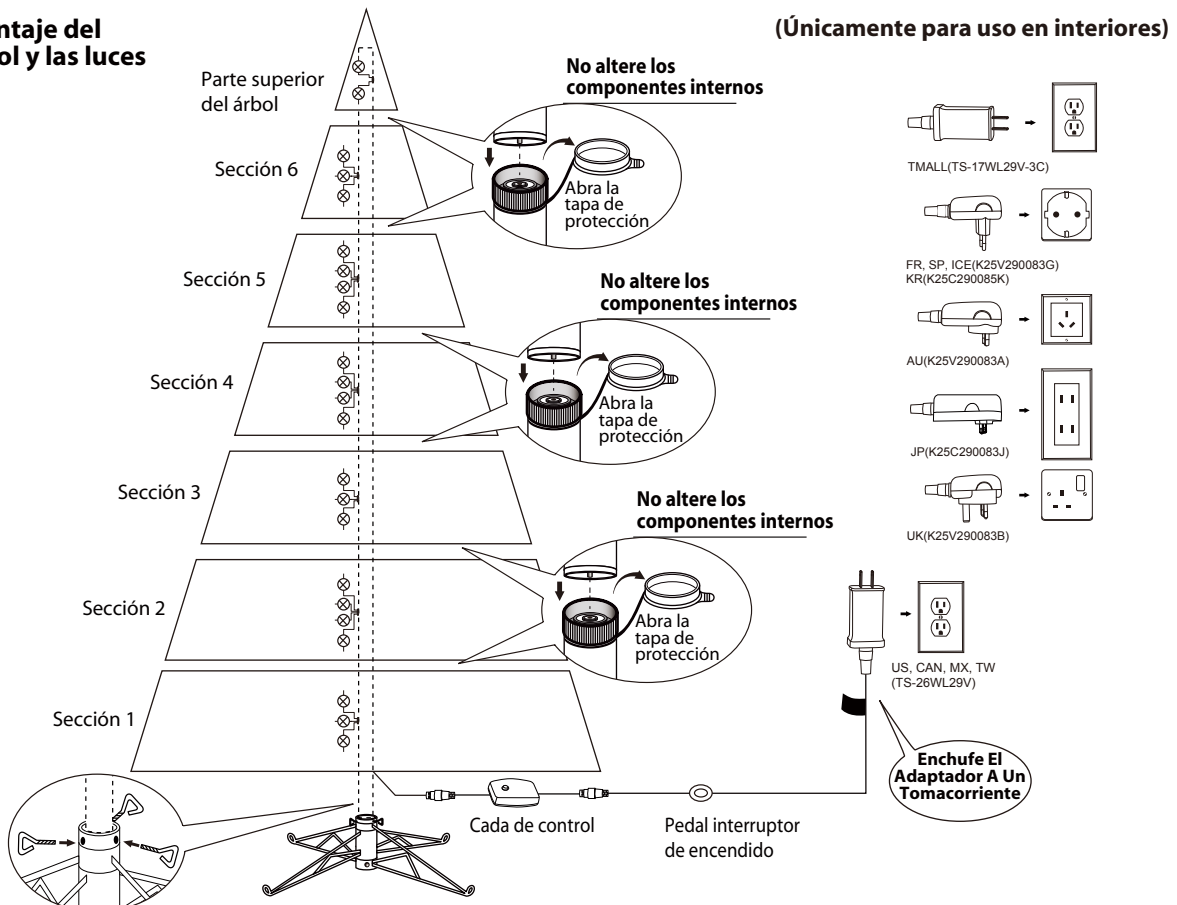 ntaje del
ol y las luces
(Únicamente para uso en interiores)
Parte superior
del árbol
No altere los
componentes internos
Abra la
tapa de
protección
Sección 6
Sección 5
No altere los
componentes internos
Abra la
tapa de
protección
Sección 4
Sección 3
No altere los
componentes internos
Abra la
tapa de
protección
Sección 2
Sección 1
TMALL(TS-17WL29V-3C)
FR, SP, ICE(K25V290083G)
KR(K25C290085K)
AU(K25V290083A)
JP(K25C290083J)
UK(K25V290083B)
US, CAN, MX, TW
(TS-26WL29V)
Enchufe El
Adaptador A Un
Tomacorriente
Cada de control
Pedal interruptor
de encendido